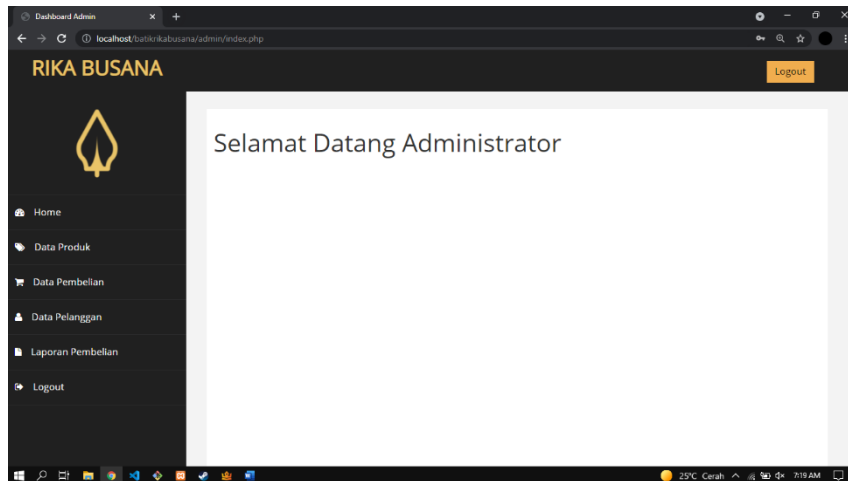 Dashboard Admin
localhost/batikrikabusana/admin/index.php
RIKA BUSANA
Logout
Selamat Datang Administrator
Home
Data Produk
Data Pembelian
Data Pelanggan
Laporan Pembelian
Logout
25°C Cerah 7:19 AM